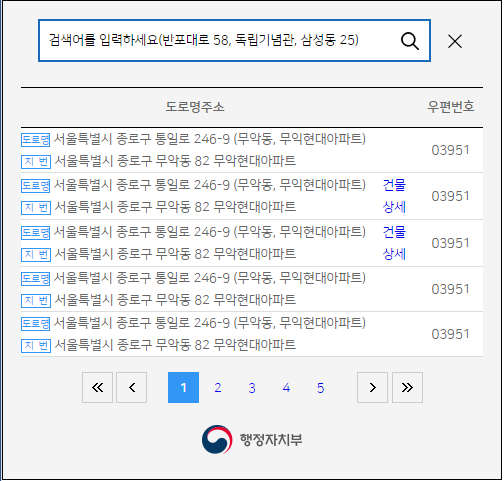 검색어를 입력하세요(반포대로 58, 독립기념관, 삼성동 25)
도로명주소 우편번호
도로명 서울특별시 종로구 통일로 246-9 (무악동, 무익현대아파트) 03951
지 번 서울특별시 종로구 무악동 82 무악현대아파트
도로명 서울특별시 종로구 통일로 246-9 (무악동, 무익현대아파트) 건물 03951
지 번 서울특별시 종로구 무악동 82 무악현대아파트 상세
도로명 서울특별시 종로구 통일로 246-9 (무악동, 무익현대아파트) 건물 03951
지 번 서울특별시 종로구 무악동 82 무악현대아파트 상세
도로명 서울특별시 종로구 통일로 246-9 (무악동, 무익현대아파트) 03951
지 번 서울특별시 종로구 무악동 82 무악현대아파트
도로명 서울특별시 종로구 통일로 246-9 (무악동, 무익현대아파트) 03951
지 번 서울특별시 종로구 무악동 82 무악현대아파트
1 2 3 4 5
행정자치부